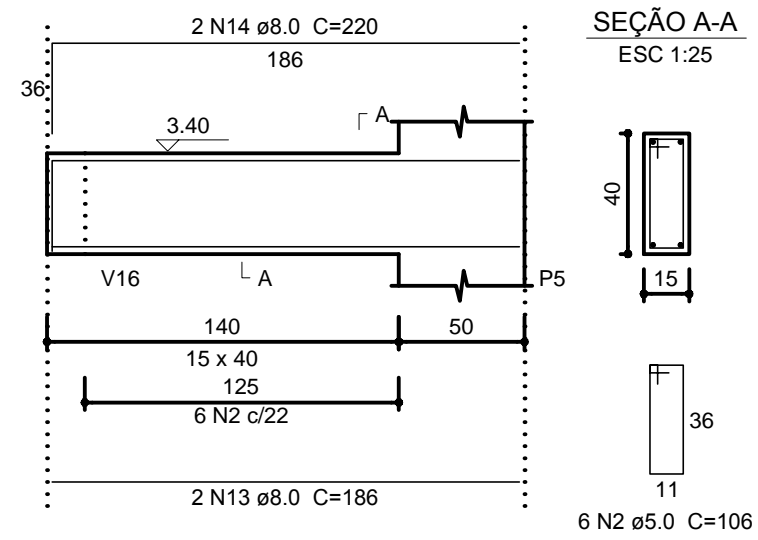 2 N14 ø8.0 C=220
186
36
3.40
A
V16
A
P5
140
50
15 x 40
125
6 N2 c/22
2 N13 ø8.0 C=186
SEÇÃO A-A
ESC 1:25
40
15
36
11
6 N2 ø5.0 C=106